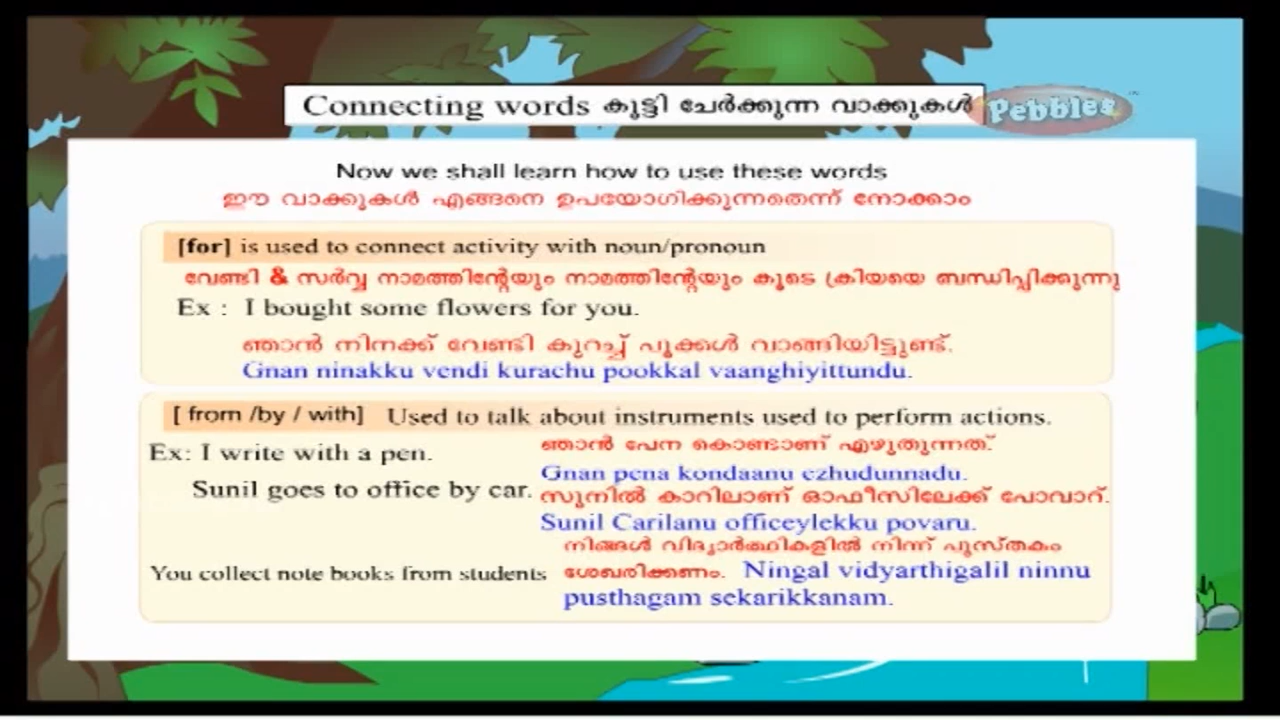 Connecting words കൂട്ടി ചേർക്കുന്ന വാക്കുകൾ
Pebbles
Now we shall learn how to use these words
ഈ വാക്കുകൾ എങ്ങനെ ഉപയോഗിക്കുന്നതെന്ന് നോക്കാം
[for] is used to connect activity with noun/pronoun
വേണ്ടി & സർവ്വ നാമത്തിന്റേയും നാമത്തിന്റേയും കൂടെ ക്രിയയെ ബന്ധിപ്പിക്കുന്നു
Ex : I bought some flowers for you.
ഞാൻ നിനക്ക് വേണ്ടി കുറച്ച് പൂക്കൾ വാങ്ങിയിട്ടുണ്ട്.
Gnan ninakku vendi kurachu pookkal vaanghiyittundu.
[ from /by / with] Used to talk about instruments used to perform actions.
Ex: I write with a pen.
ഞാൻ പേന കൊണ്ടാണ് എഴുതുന്നത്.
Gnan pena kondaanu ezhudunnadu.
Sunil goes to office by car.
സുനിൽ കാറിലാണ് ഓഫീസിലേക്ക് പോവാറ്.
Sunil Carilanu officeylekku povaru.
You collect note books from students
നിങ്ങൾ വിദ്യാർത്ഥികളിൽ നിന്ന് പുസ്തകം
ശേഖരിക്കണം. Ningal vidyarthigalil ninnu
pusthagam sekarikkanam.